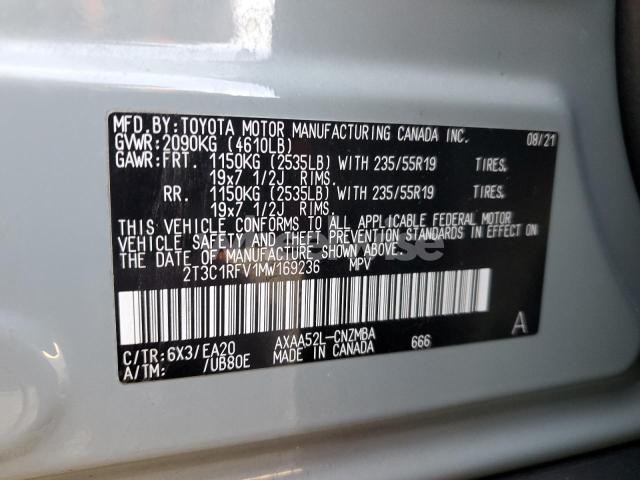 MFD.BY:TOYOTA MOTOR MANUFACTURING CANADA INC. 08/21
GVWR:2090KG (4610LB)
GAWR:FRT. 1150KG (2535LB) WITH 235/55R19 TIRES.
19x7 1/2J RIMS.
RR. 1150KG (2535LB) WITH 235/55R19 TIRES.
19x7 1/2J RIMS.
THIS VEHICLE CONFORMS TO ALL APPLICABLE FEDERAL MOTOR
VEHICLE SAFETY AND THEFT PREVENTION STANDARDS IN EFFECT ON
THE DATE OF MANUFACTURE SHOWN ABOVE.
2T3C1RFV1MW169236 MPV
A
C/TR:6X3/EA20 AXAA52L-CNZMBA 666
A/TM: /UB80E MADE IN CANADA